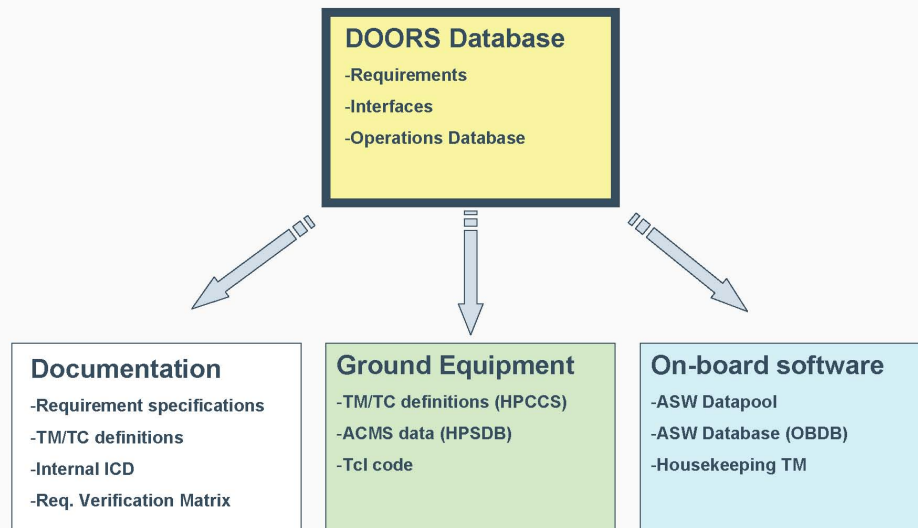 DOORS Database
-Requirements
-Interfaces
-Operations Database
Documentation
-Requirement specifications
-TM/TC definitions
-Internal ICD
-Req. Verification Matrix
Ground Equipment
-TM/TC definitions (HPCCS)
-ACMS data (HPSDB)
-Tcl code
On-board software
-ASW Datapool
-ASW Database (OBDB)
-Housekeeping TM